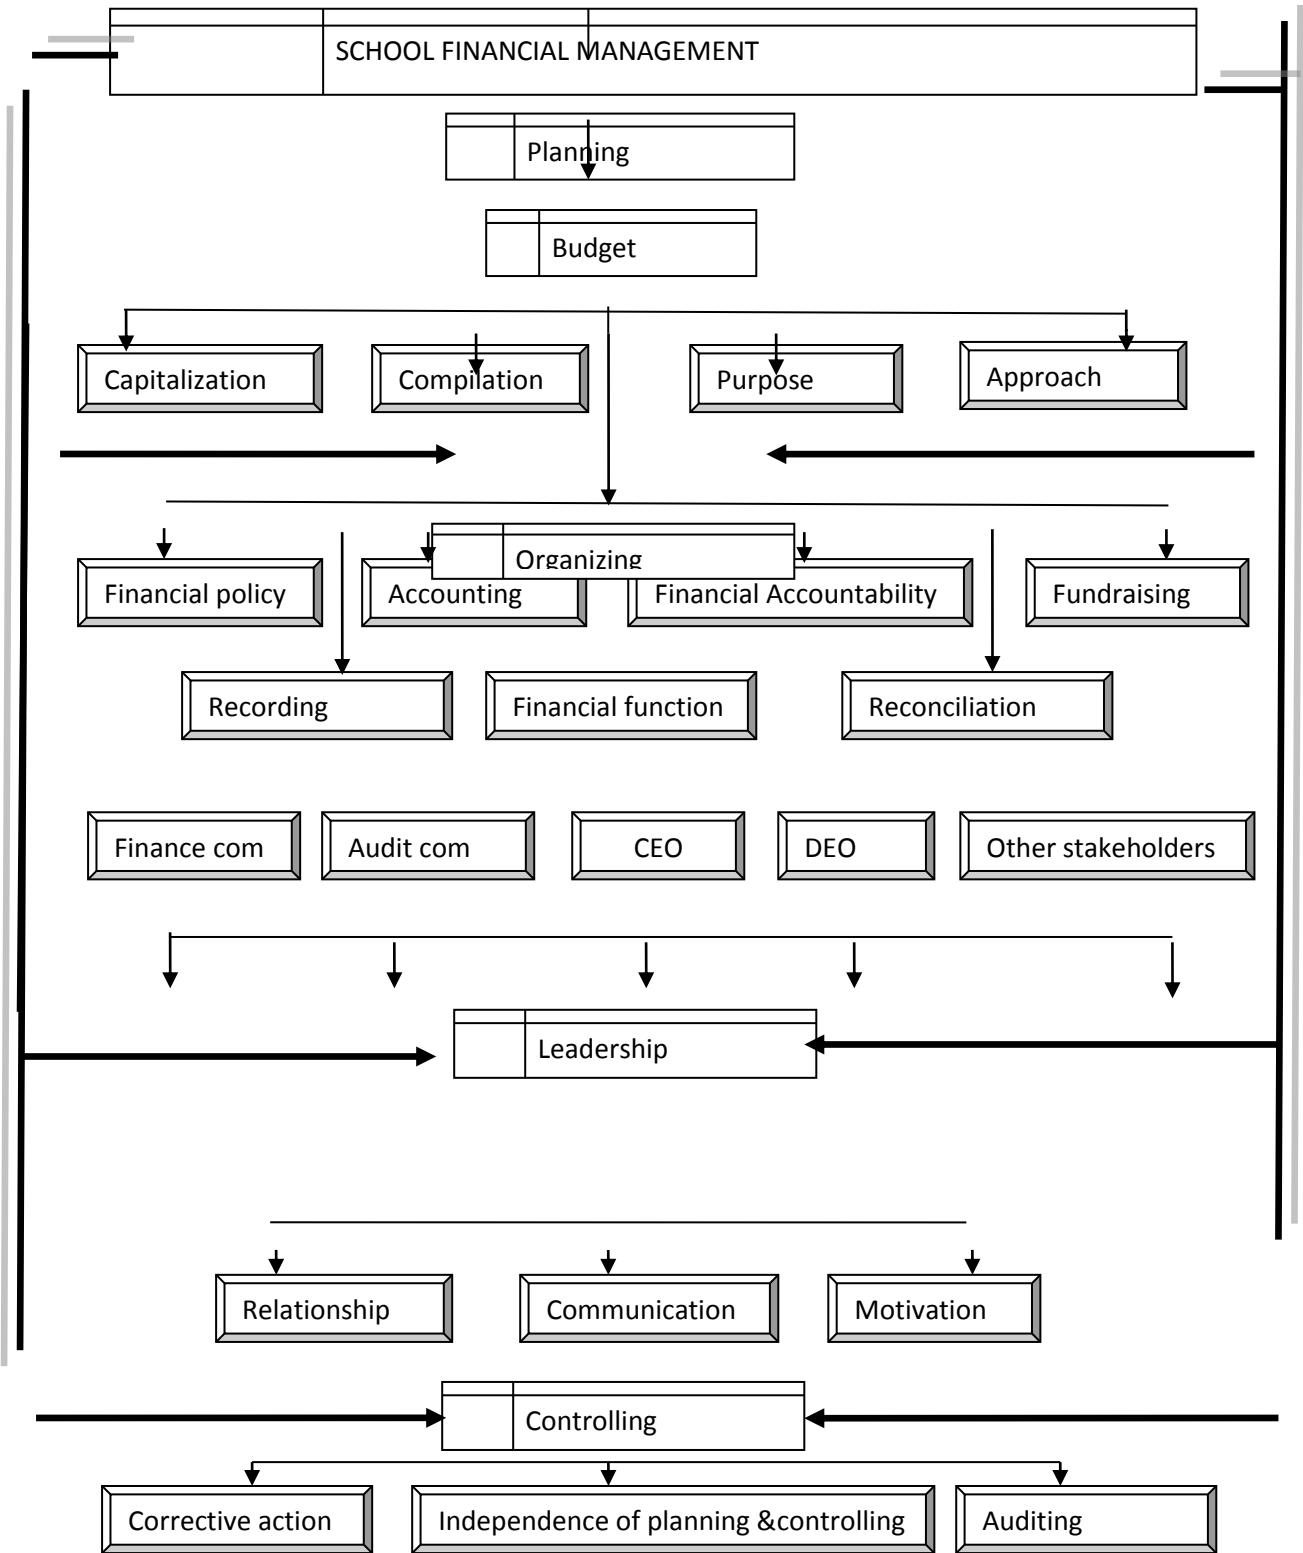 SCHOOL FINANCIAL MANAGEMENT
Planning
Budget
Capitalization
Compilation
Purpose
Approach
Organizing
Financial policy
Accounting
Financial Accountability
Fundraising
Recording
Financial function
Reconciliation
Finance com
Audit com
CEO
DEO
Other stakeholders
Leadership
Relationship
Communication
Motivation
Controlling
Corrective action
Independence of planning &controlling
Auditing